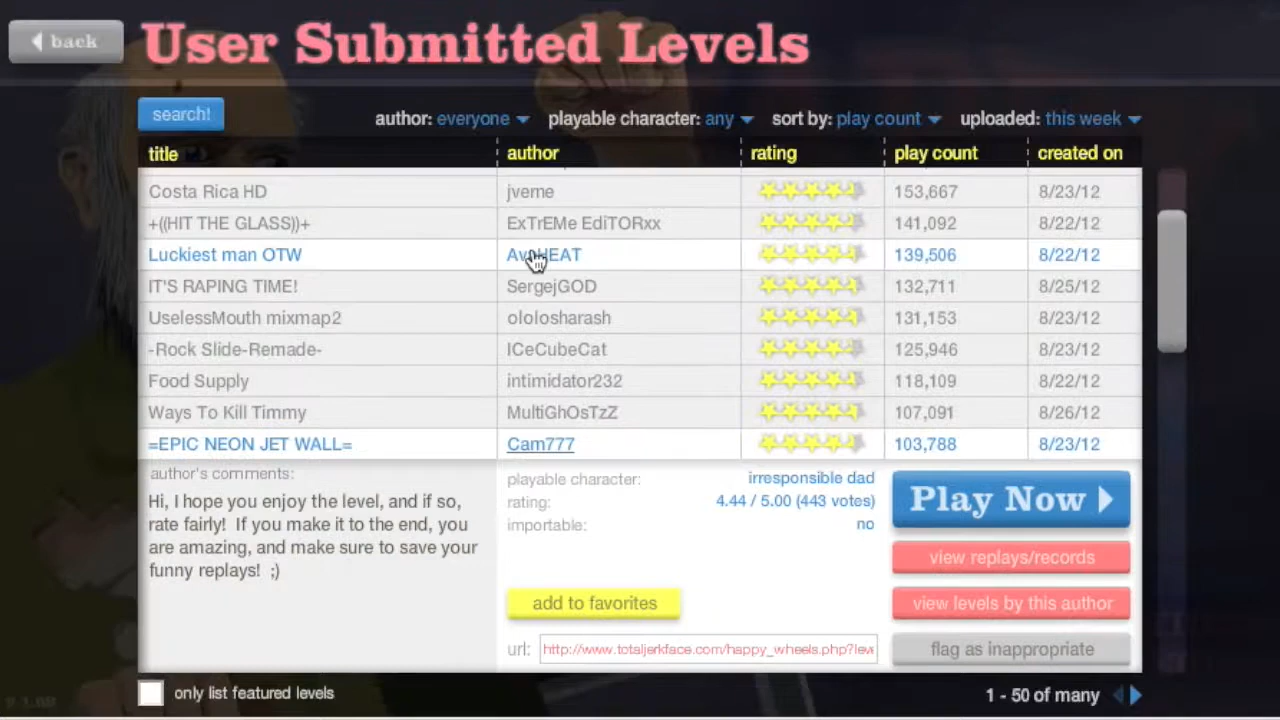 back
User Submitted Levels
search!
author: everyone playable character: any sort by: play count uploaded: this week
title author rating play count created on
Costa Rica HD jverne 153,667 8/23/12
+((HIT THE GLASS))+ ExTrEMe EdiTORxx 141,092 8/22/12
Luckiest man OTW HEAT 139,506 8/22/12
IT'S RAPING TIME! SergejGOD 132,711 8/25/12
UselessMouth mixmap2 ololosharash 131,153 8/23/12
-Rock Slide-Remade- ICeCubeCat 125,946 8/23/12
Food Supply intimidator232 118,109 8/22/12
Ways To Kill Timmy MultiGhOsTzZ 107,091 8/26/12
=EPIC NEON JET WALL= Cam777 103,788 8/23/12
author's comments:
Hi, I hope you enjoy the level, and if so,
rate fairly! If you make it to the end, you
are amazing, and make sure to save your
funny replays! ;)
playable character: irresponsible dad
rating: 4.44 / 5.00 (443 votes)
importable: no
add to favorites
url: http://www.totaljerkface.com/happy_wheels.php?leve
Play Now
view replays/records
view levels by this author
flag as inappropriate
only list featured levels
1 - 50 of many